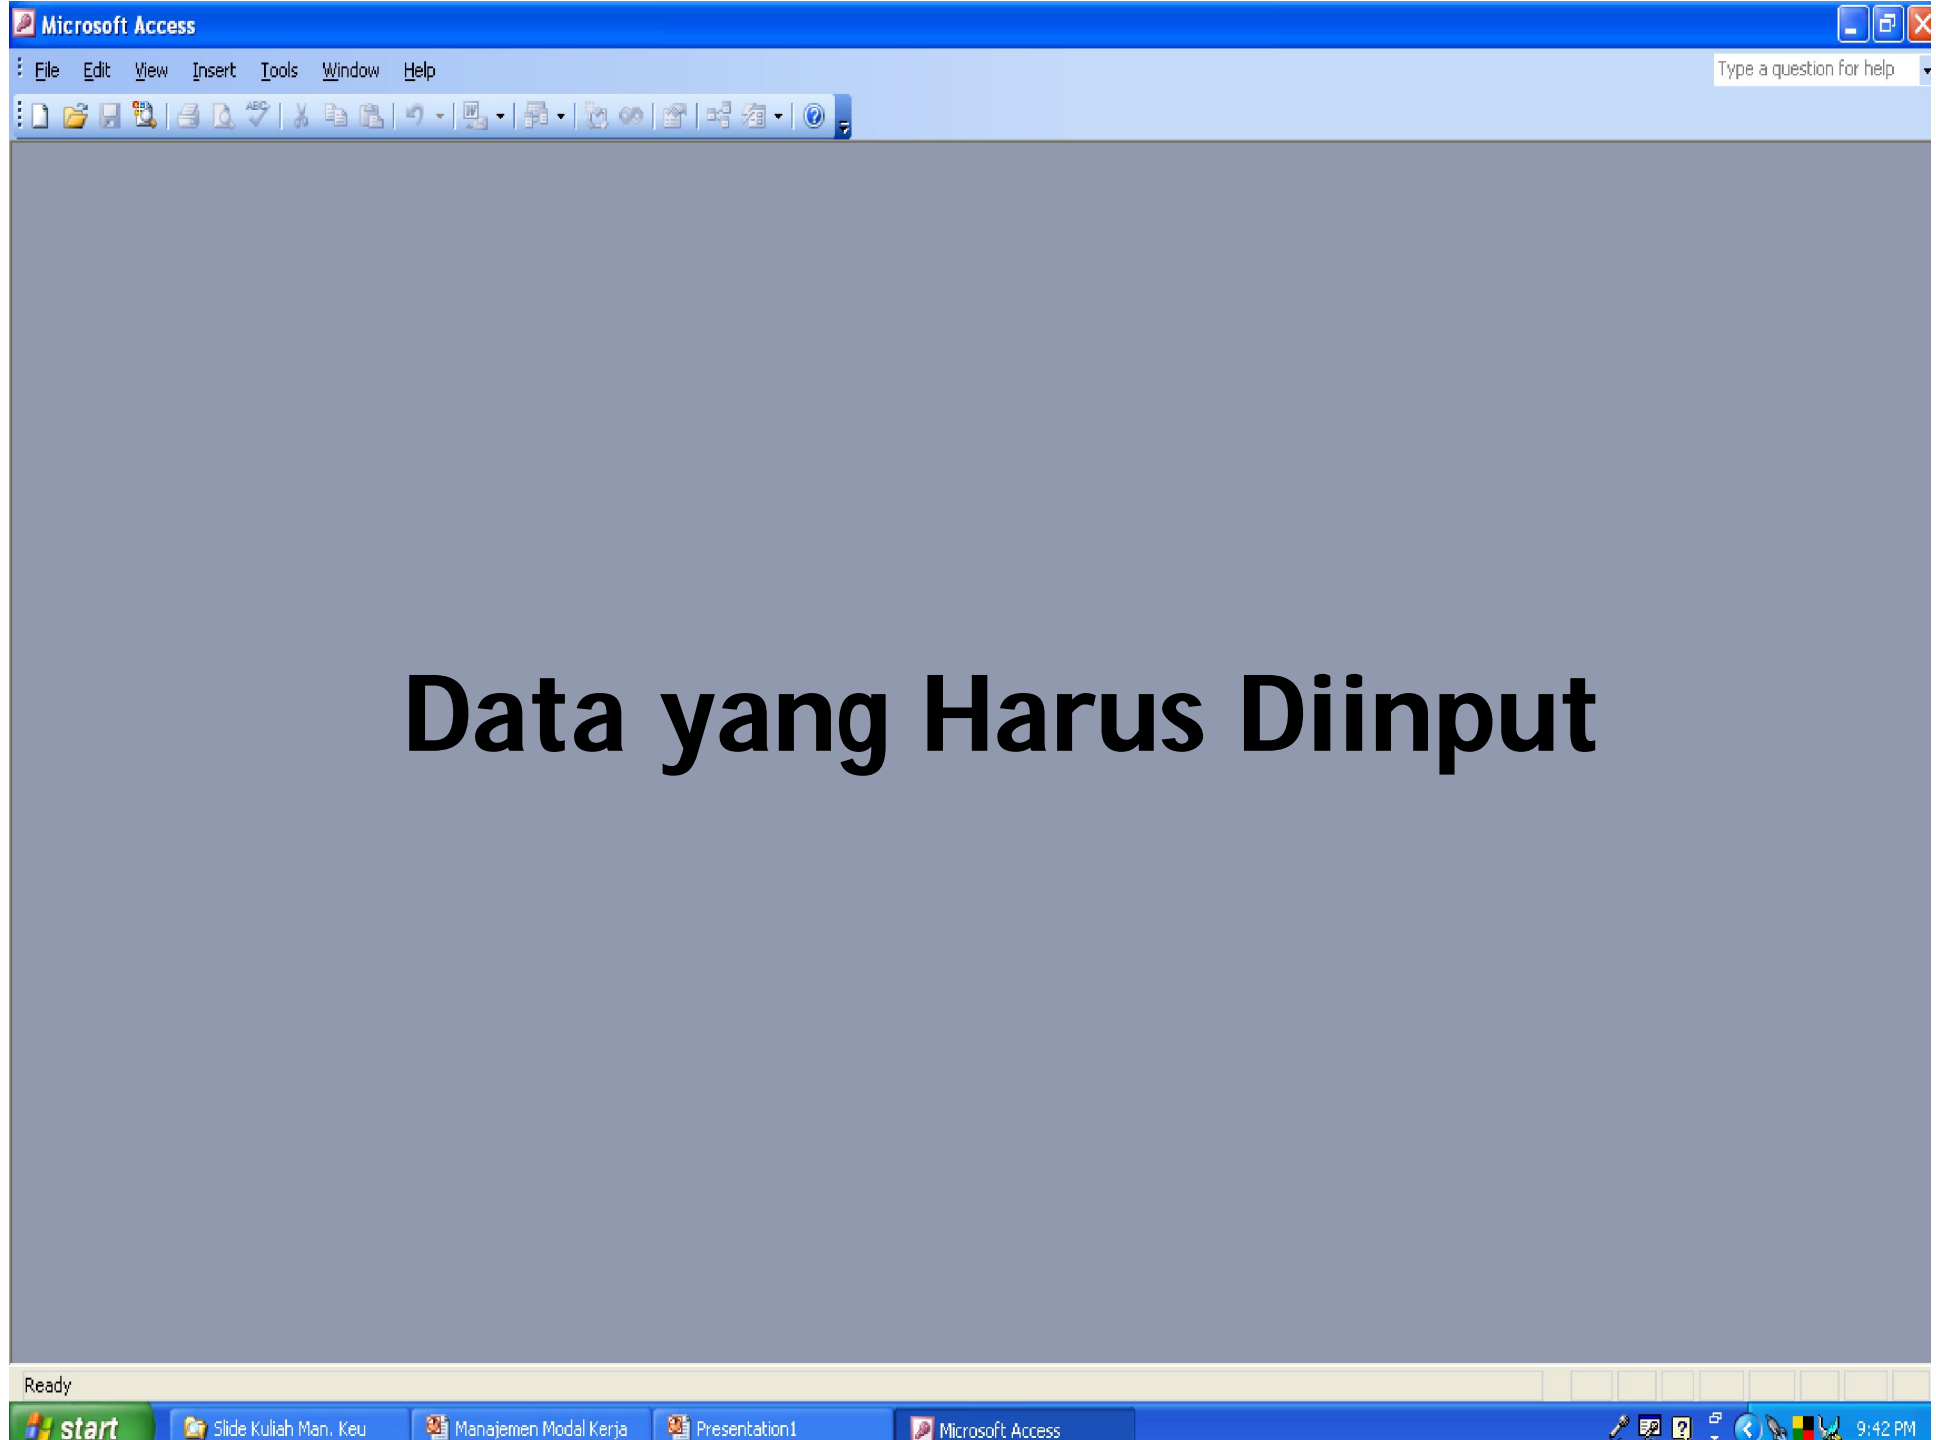 Microsoft Access
File Edit View Insert Tools Window Help
Type a question for help
Data yang Harus Diinput
Ready
start Slide Kuliah Man. Keu Manajemen Modal Kerja Presentation1 Microsoft Access 9:42 PM